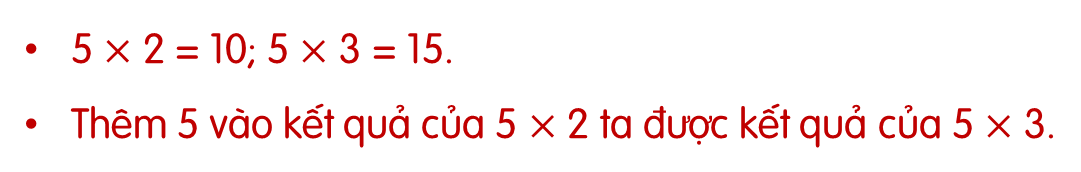 • 5 × 2 = 10; 5 × 3 = 15.
• Thêm 5 vào kết quả của 5 × 2 ta được kết quả của 5 × 3.